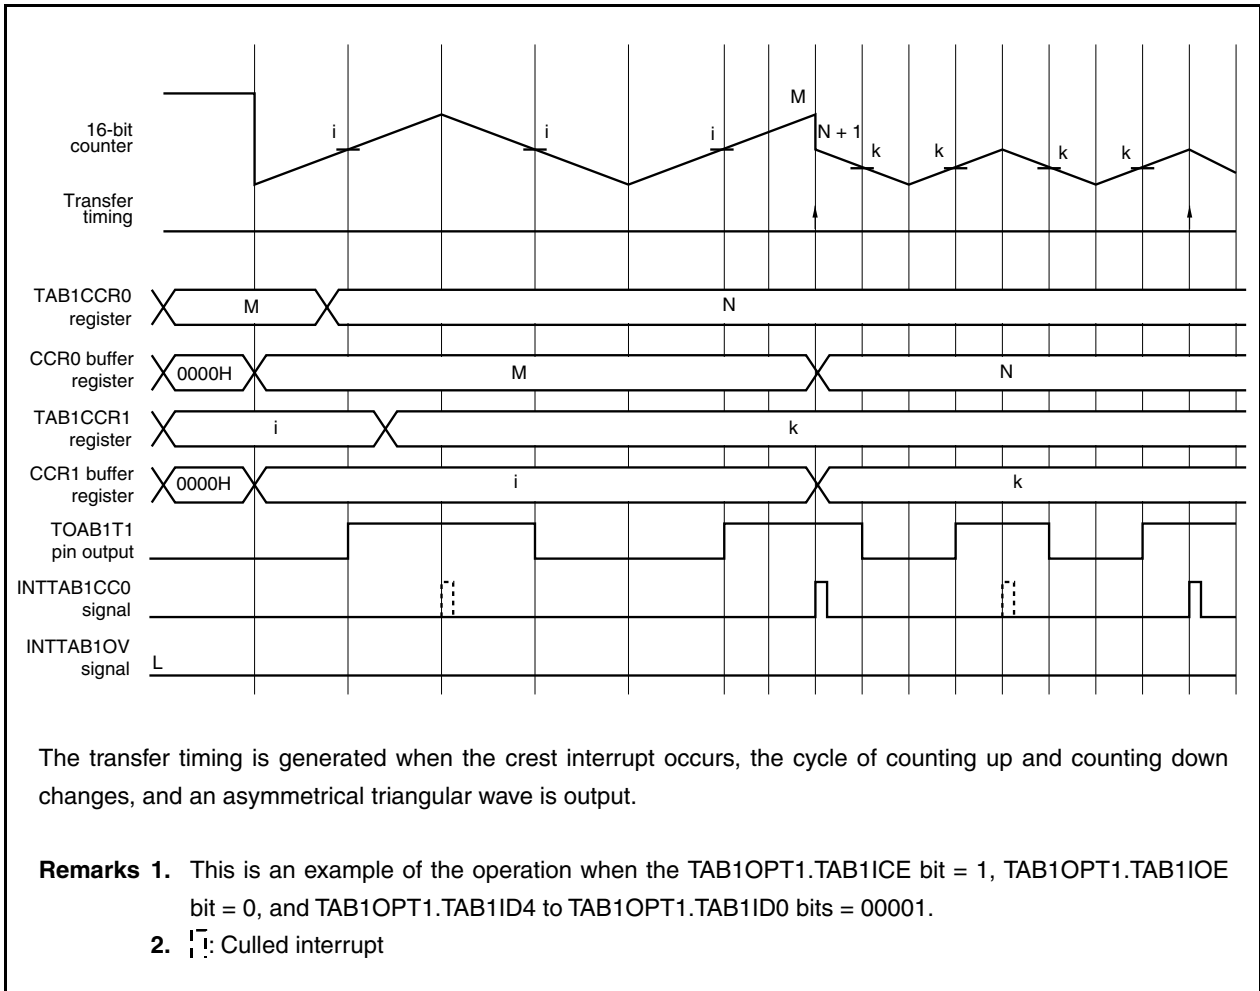 M
i
i
i
N + 1
k
k
k
k
16-bit
counter
Transfer
timing
TAB1CCR0
register
M
N
CCR0 buffer
register
0000H
M
N
TAB1CCR1
register
i
k
CCR1 buffer
register
0000H
i
k
TOAB1T1
pin output
INTTAB1CC0
signal
INTTAB1OV
signal
L
The transfer timing is generated when the crest interrupt occurs, the cycle of counting up and counting down
changes, and an asymmetrical triangular wave is output.
Remarks 1. This is an example of the operation when the TAB1OPT1.TAB1ICE bit = 1, TAB1OPT1.TAB1IOE
bit = 0, and TAB1OPT1.TAB1ID4 to TAB1OPT1.TAB1ID0 bits = 00001.
2. : Culled interrupt